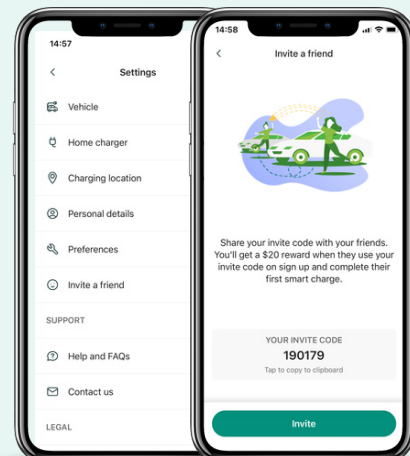 14:57
Settings
Vehicle
Home charger
Charging location
Personal details
Preferences
Invite a friend
SUPPORT
Help and FAQs
Contact us
LEGAL
14:58
Invite a friend
Share your invite code with your friends.
You'll get a $20 reward when they use your
invite code on sign up and complete their
first smart charge.
YOUR INVITE CODE
190179
Tap to copy to clipboard
Invite